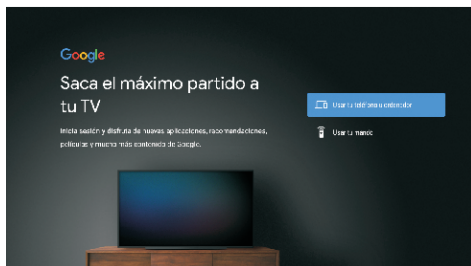 Google
Saca el máximo partido a
tu TV
Inicia sesión y disfruta de nuevas aplicaciones, recomendaciones,
películas y mucho más contenido de Google.
Usar tu teléfono u ordenador
Usar tu mando